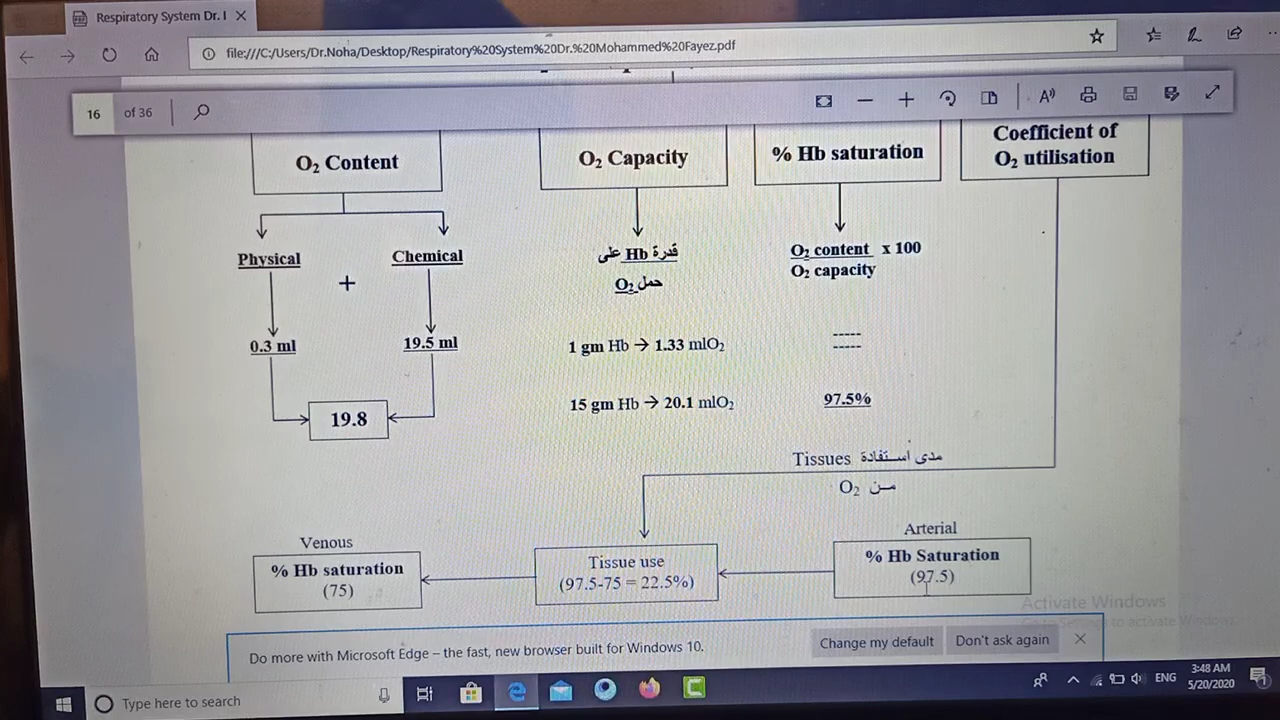 Respiratory System Dr. I
file:///C:/Users/Dr.Noha/Desktop/Respiratory%20System%20Dr.%20Mohammed%20Fayez.pdf
16 of 36
O₂ Content
O₂ Capacity
% Hb saturation
Coefficient of
O₂ utilisation
Physical
+
Chemical
قدرة Hb على
حمل O₂
O₂ content x 100
O₂ capacity
0.3 ml
19.5 ml
1 gm Hb → 1.33 mlO₂
-----
-----
19.8
15 gm Hb → 20.1 mlO₂
97.5%
مدى استفادة Tissues
من O₂
Venous
% Hb saturation
(75)
Tissue use
(97.5-75 = 22.5%)
Arterial
% Hb Saturation
(97.5)
Activate Windows
Go to Settings to activate Windows.
Do more with Microsoft Edge – the fast, new browser built for Windows 10.
Change my default
Don't ask again
Type here to search
ENG
3:48 AM
5/20/2020